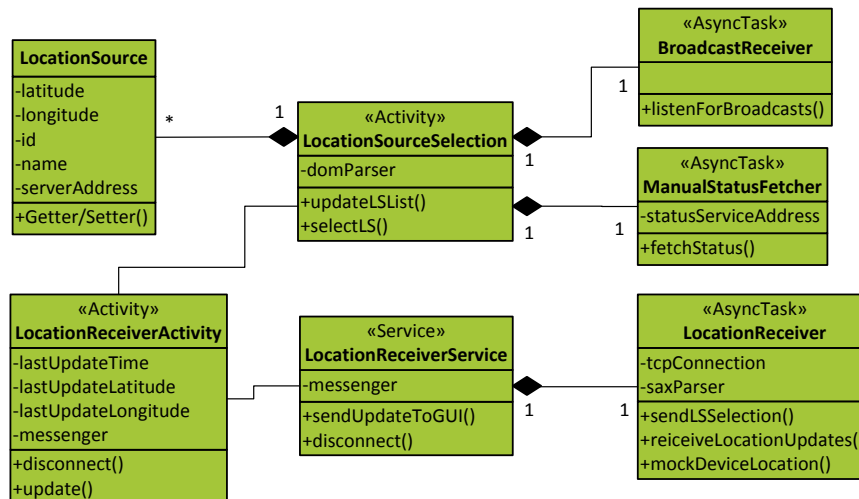 LocationSource
-latitude
-longitude
-id
-name
-serverAddress
+Getter/Setter()
*
1
«Activity»
LocationSourceSelection
-domParser
+updateLSList()
+selectLS()
1
1
«AsyncTask»
BroadcastReceiver
+listenForBroadcasts()
1
1
«AsyncTask»
ManualStatusFetcher
-statusServiceAddress
+fetchStatus()
«Activity»
LocationReceiverActivity
-lastUpdateTime
-lastUpdateLatitude
-lastUpdateLongitude
-messenger
+disconnect()
+update()
«Service»
LocationReceiverService
-messenger
+sendUpdateToGUI()
+disconnect()
1
1
«AsyncTask»
LocationReceiver
-tcpConnection
-saxParser
+sendLSSelection()
+reiceiveLocationUpdates(
+mockDeviceLocation()